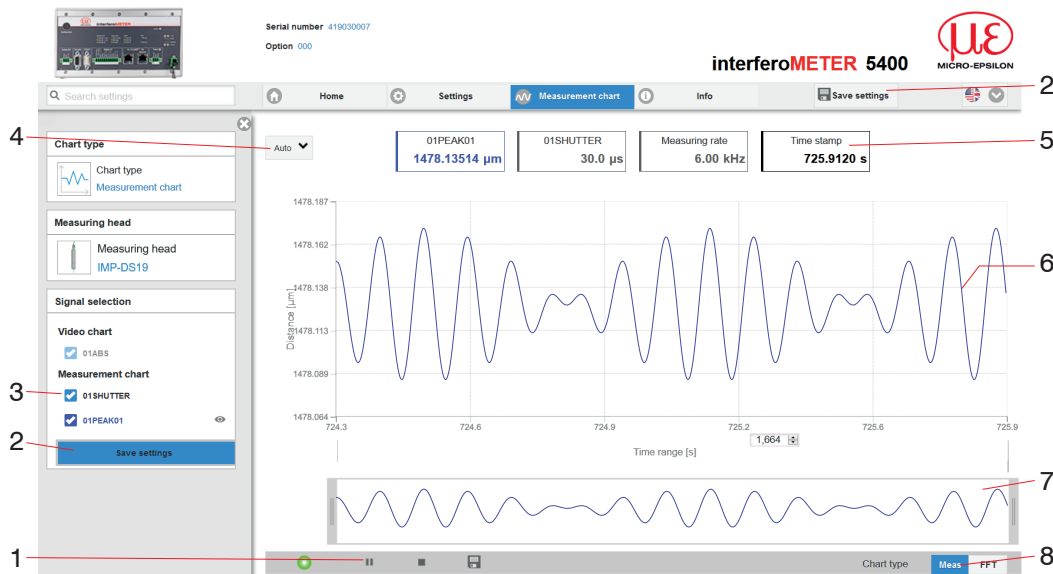 interferoMETER
Serial number 419030007
Option 000
interferoMETER 5400
με
MICRO-EPSILON
Search settings
Home
Settings
Measurement chart
Info
Save settings
2
4
Chart type
Chart type
Measurement chart
Measuring head
Measuring head
IMP-DS19
Signal selection
Video chart
01ABS
Measurement chart
3
01SHUTTER
01PEAK01
2
Save settings
Auto
01PEAK01
1478.13514 µm
01SHUTTER
30.0 µs
Measuring rate
6.00 kHz
Time stamp
725.9120 s
5
1478.187
1478.162
1478.138
1478.113
1478.089
1478.064
Distance [µm]
6
724.3
724.6
724.9
725.2
725.6
725.9
1,664
Time range [s]
7
1
Chart type
Meas
FFT
8